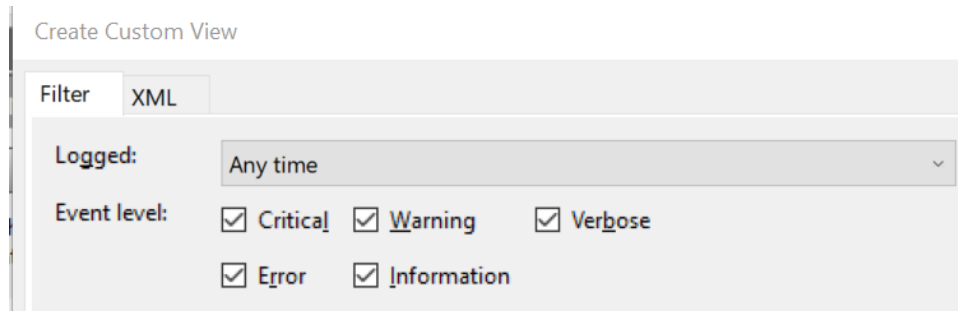 Create Custom View
Filter XML
Logged: Any time
Event level: Critical Warning Verbose
Error Information